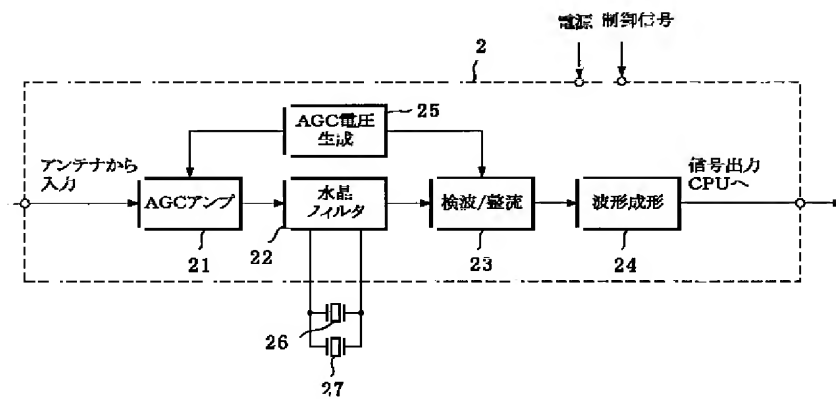 電源 制御信号
2
AGC電圧
生成
25
アンテナから
入力
AGCアンプ
21
水晶
フィルタ
22
検波/整流
23
波形成形
24
信号出力
CPUへ
26
27